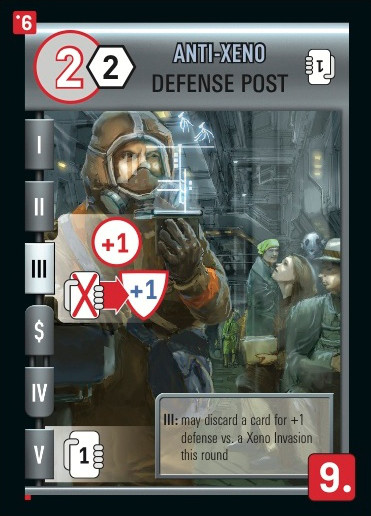 9.
2
2
ANTI-XENO
DEFENSE POST
1
I
II
III
+1
+1
$
IV
V
1
III: may discard a card for +1
defense vs. a Xeno Invasion
this round
9.